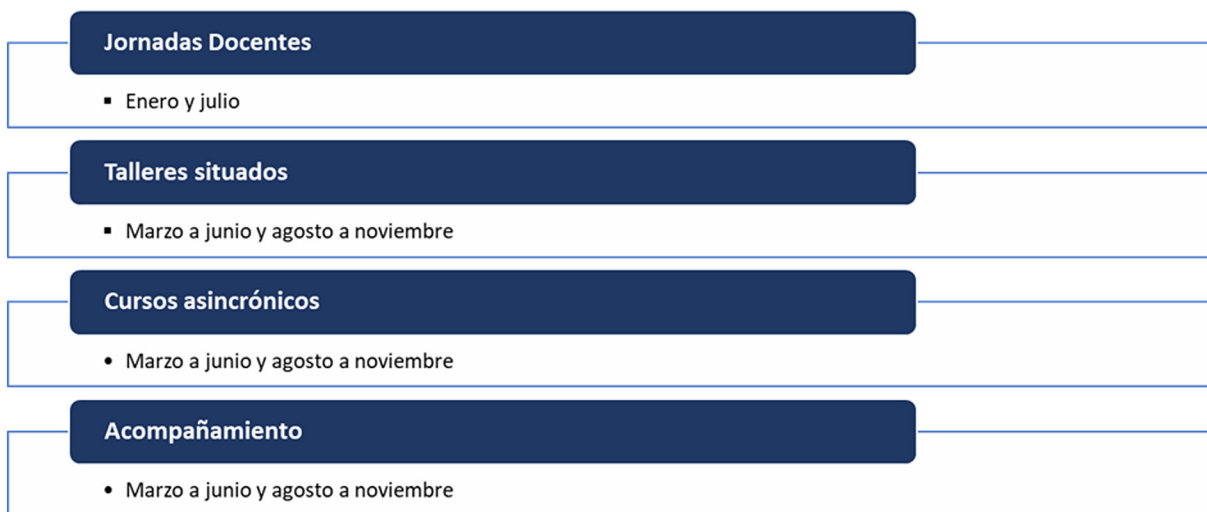 Jornadas Docentes
▪ Enero y julio
Talleres situados
▪ Marzo a junio y agosto a noviembre
Cursos asincrónicos
• Marzo a junio y agosto a noviembre
Acompañamiento
• Marzo a junio y agosto a noviembre